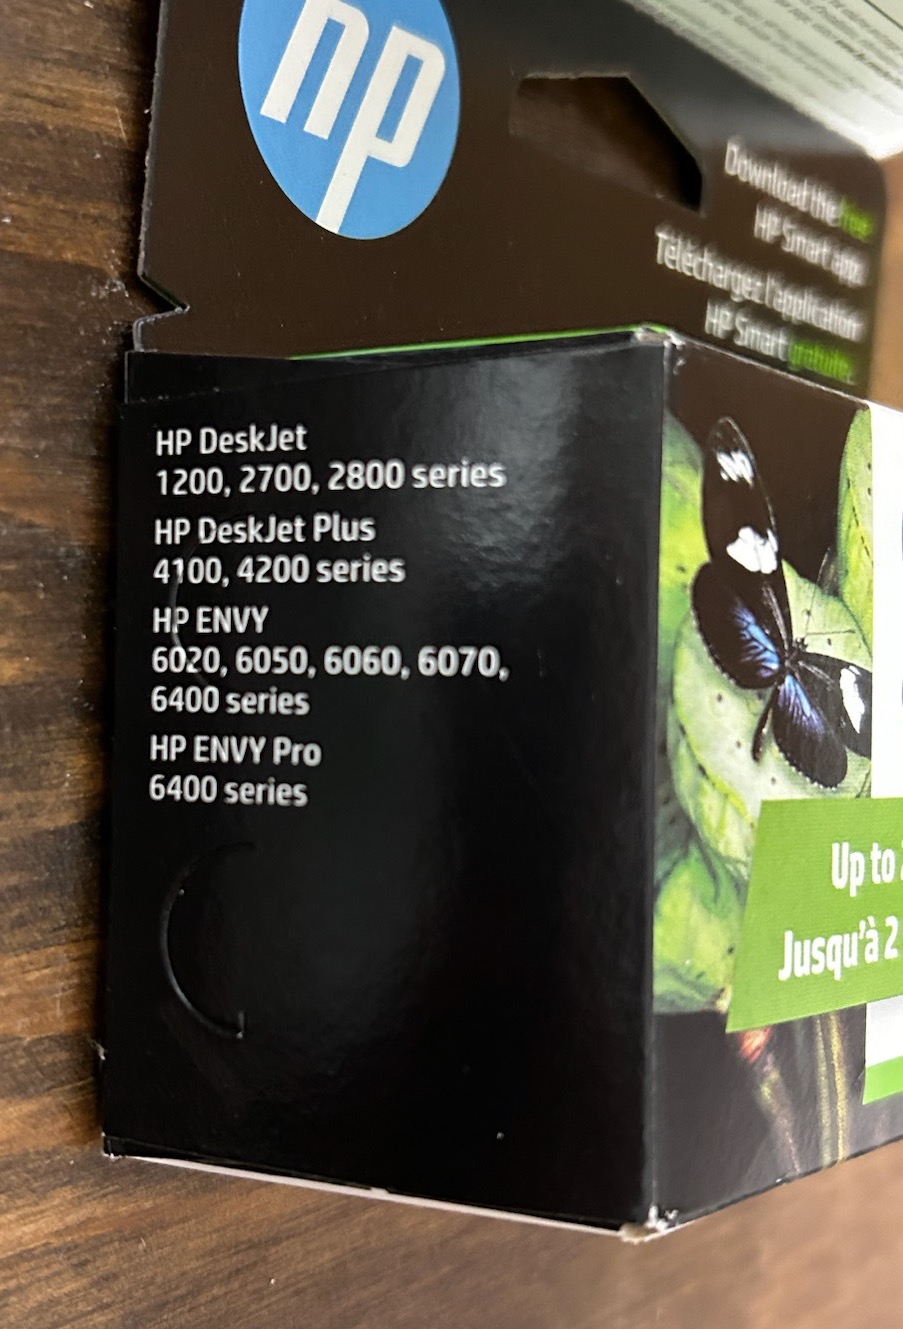 hp
Download the free
HP Smart app
Téléchargez l'application
HP Smart gratuite.
HP DeskJet
1200, 2700, 2800 series
HP DeskJet Plus
4100, 4200 series
HP ENVY
6020, 6050, 6060, 6070,
6400 series
HP ENVY Pro
6400 series
Up to
Jusqu'à 2